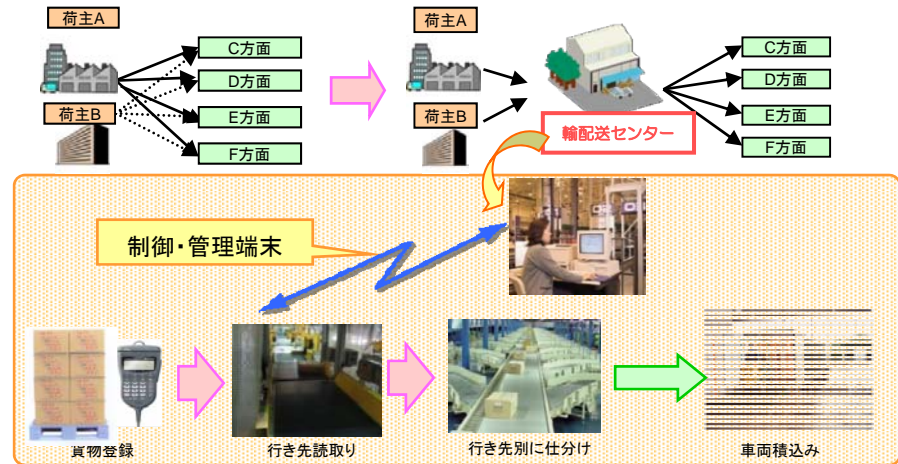 荷主A
C方面
D方面
E方面
F方面
荷主B
荷主A
荷主B
輸配送センター
C方面
D方面
E方面
F方面
制御・管理端末
貨物登録
行き先読取り
行き先別に仕分け
車両積込み